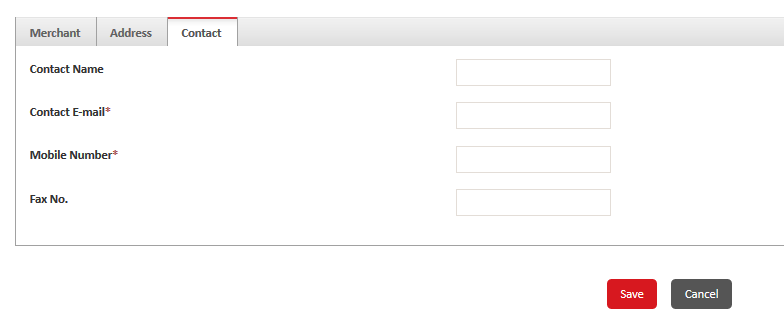 Merchant Address Contact
Contact Name
Contact E-mail*
Mobile Number*
Fax No.
Save Cancel